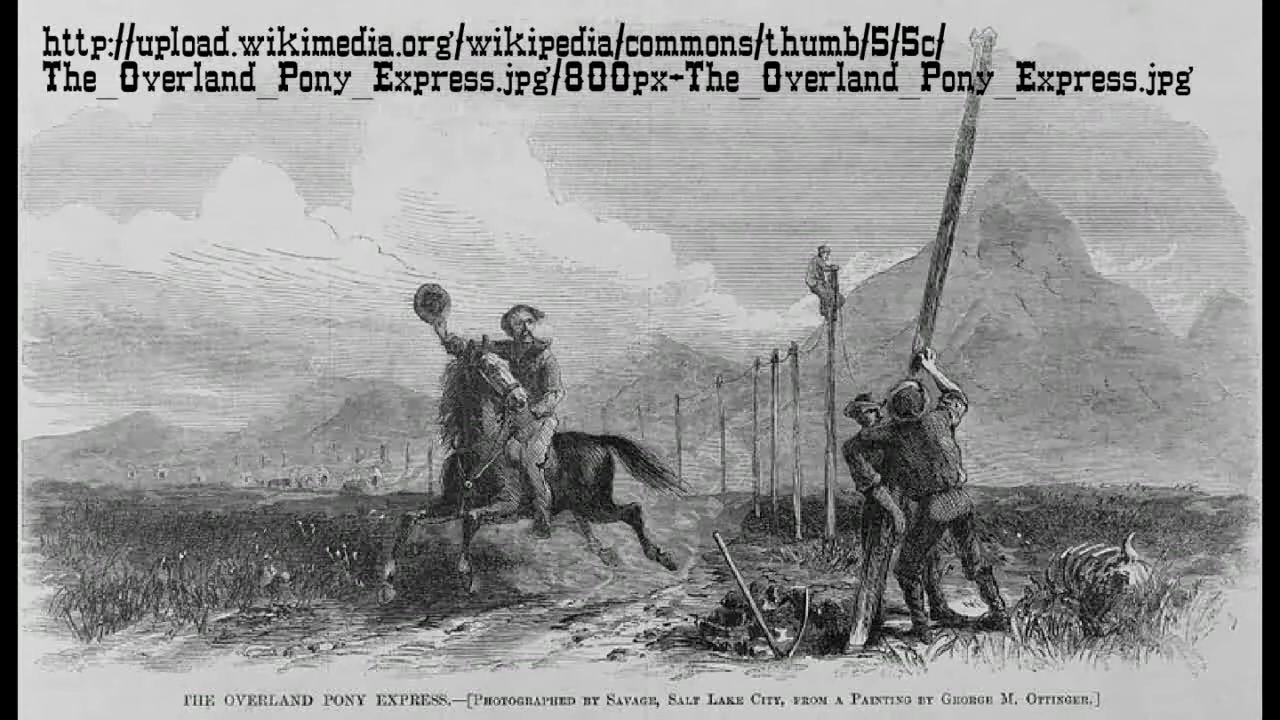 http://upload.wikimedia.org/wikipedia/commons/thumb/5/5c/
The_Overland_Pony_Express.jpg/800px-The_Overland_Pony_Express.jpg
THE OVERLAND PONY EXPRESS.—[Photographed by Savage, Salt Lake City, from a Painting by George M. Ottinger.]